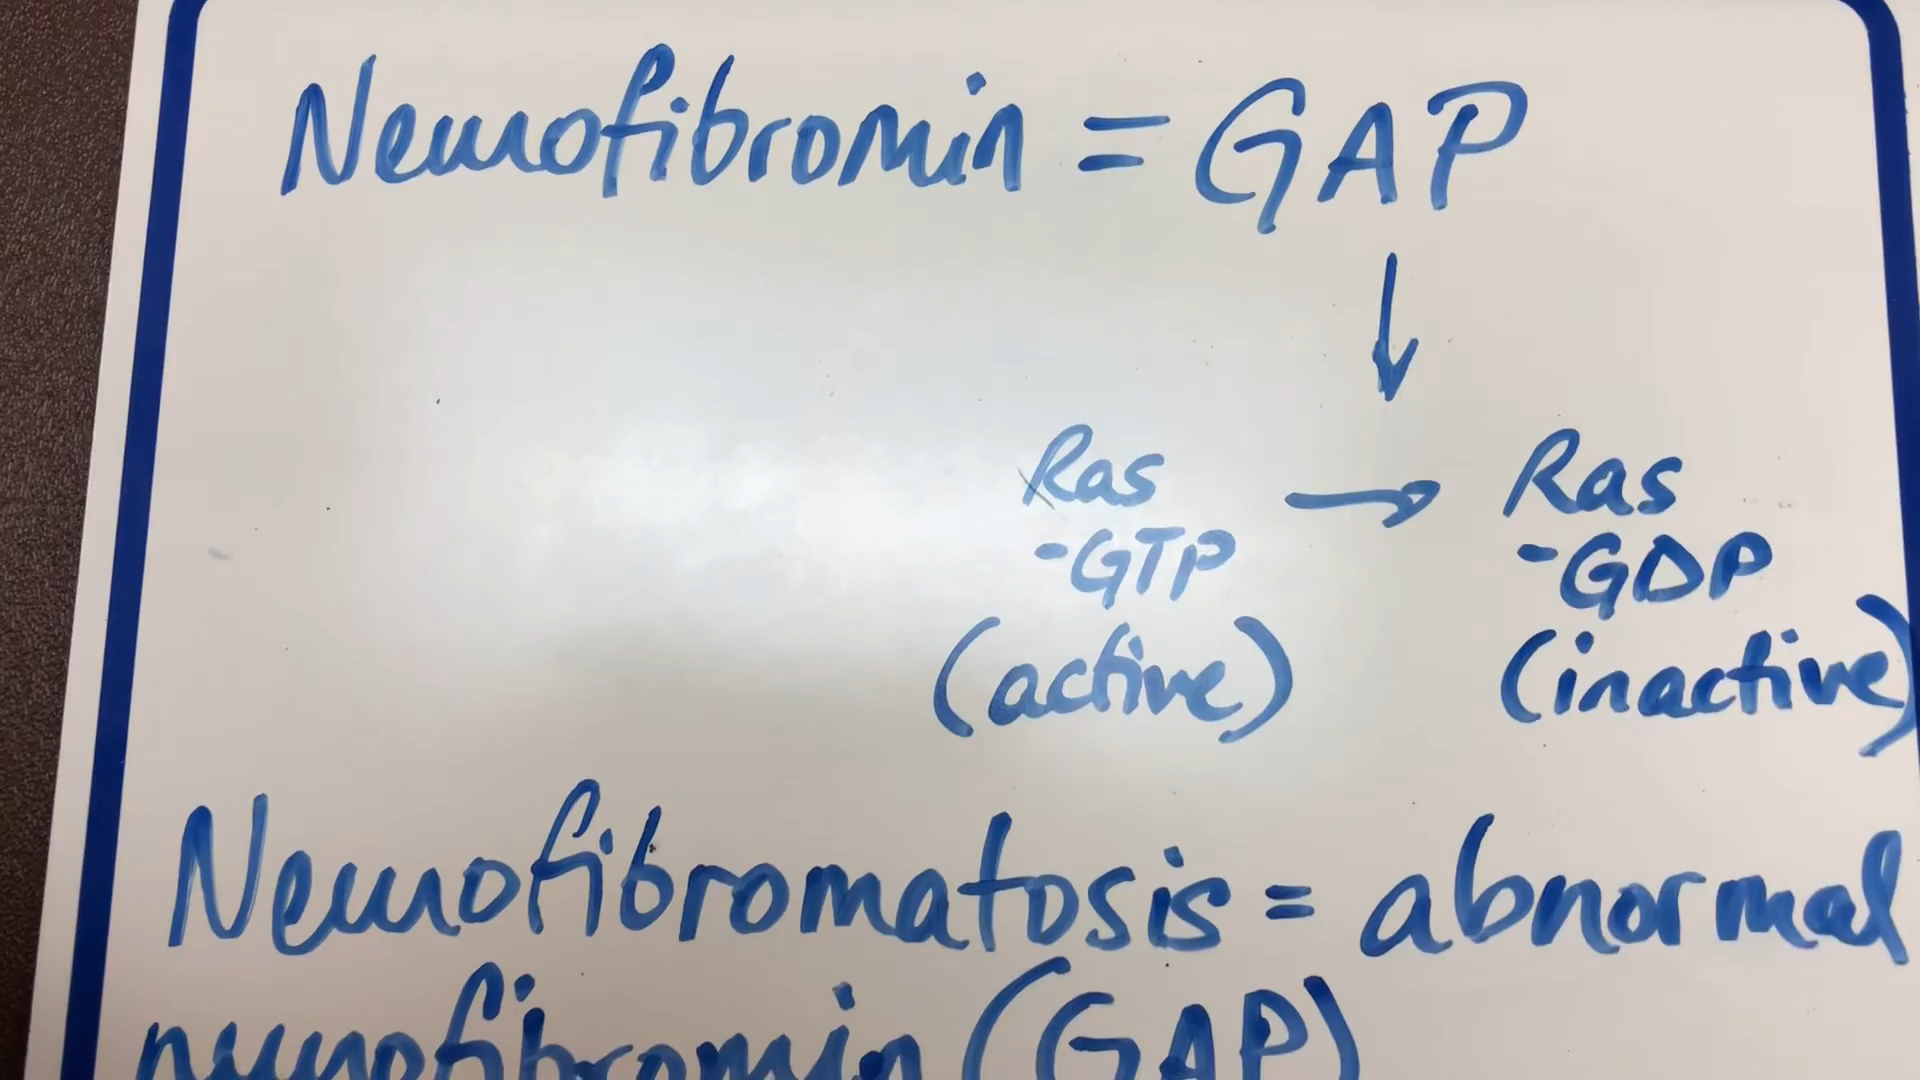 Neurofibromin = GAP
↓
Ras → Ras
-GTP -GDP
(active) (inactive)
Neurofibromatosis = abnormal
neurofibromin (GAP)